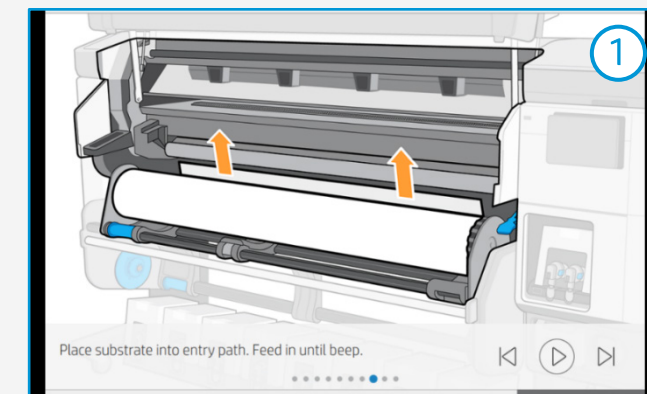 1
Place substrate into entry path. Feed in until beep.